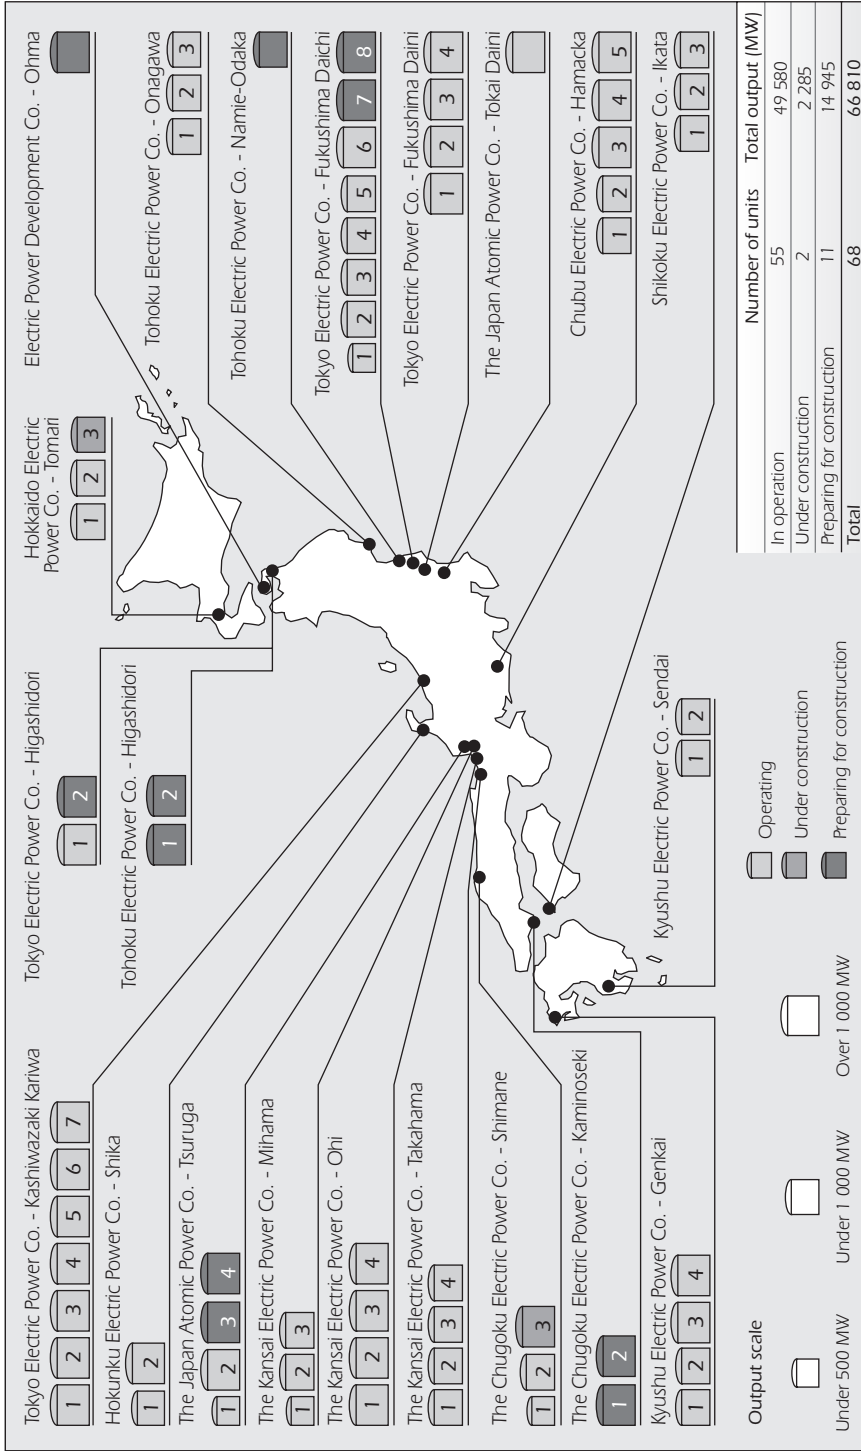 Tokyo Electric Power Co. - Kashiwazaki Kariwa
1 2 3 4 5 6 7
Hokunku Electric Power Co. - Shika
1 2
The Japan Atomic Power Co. - Tsuruga
1 2 3 4
The Kansai Electric Power Co. - Mihama
1 2 3
The Kansai Electric Power Co. - Ohi
1 2 3 4
The Kansai Electric Power Co. - Takahama
1 2 3 4
The Chugoku Electric Power Co. - Shimane
1 2 3
The Chugoku Electric Power Co. - Kaminoseki
1 2
Kyushu Electric Power Co. - Genkai
1 2 3 4
Tokyo Electric Power Co. - Higashidori
1 2
Tohoku Electric Power Co. - Higashidori
1 2
Hokkaido Electric
Power Co. - Tomari
1 2 3
Electric Power Development Co. - Ohma
Tohoku Electric Power Co. - Onagawa
1 2 3
Tohoku Electric Power Co. - Namie-Odaka
Tokyo Electric Power Co. - Fukushima Daichi
1 2 3 4 5 6 7 8
Tokyo Electric Power Co. - Fukushima Daini
1 2 3 4
The Japan Atomic Power Co. - Tokai Daini
Chubu Electric Power Co. - Hamacka
1 2 3 4 5
Shikoku Electric Power Co. - Ikata
1 2 3
Kyushu Electric Power Co. - Sendai
1 2
Output scale
Under 500 MW Under 1 000 MW Over 1 000 MW
Operating
Under construction
Preparing for construction
Number of units Total output (MW)
In operation 55 49 580
Under construction 2 2 285
Preparing for construction 11 14 945
Total 68 66 810